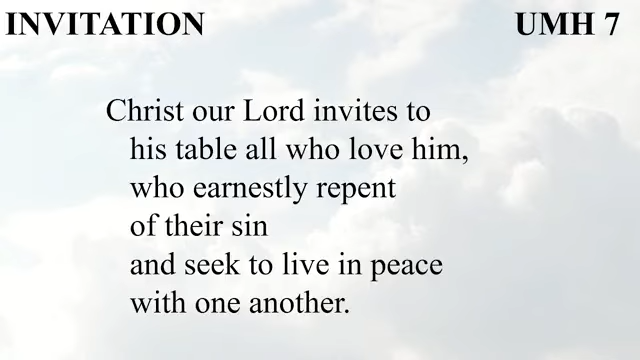 INVITATION UMH 7
Christ our Lord invites to
his table all who love him,
who earnestly repent
of their sin
and seek to live in peace
with one another.